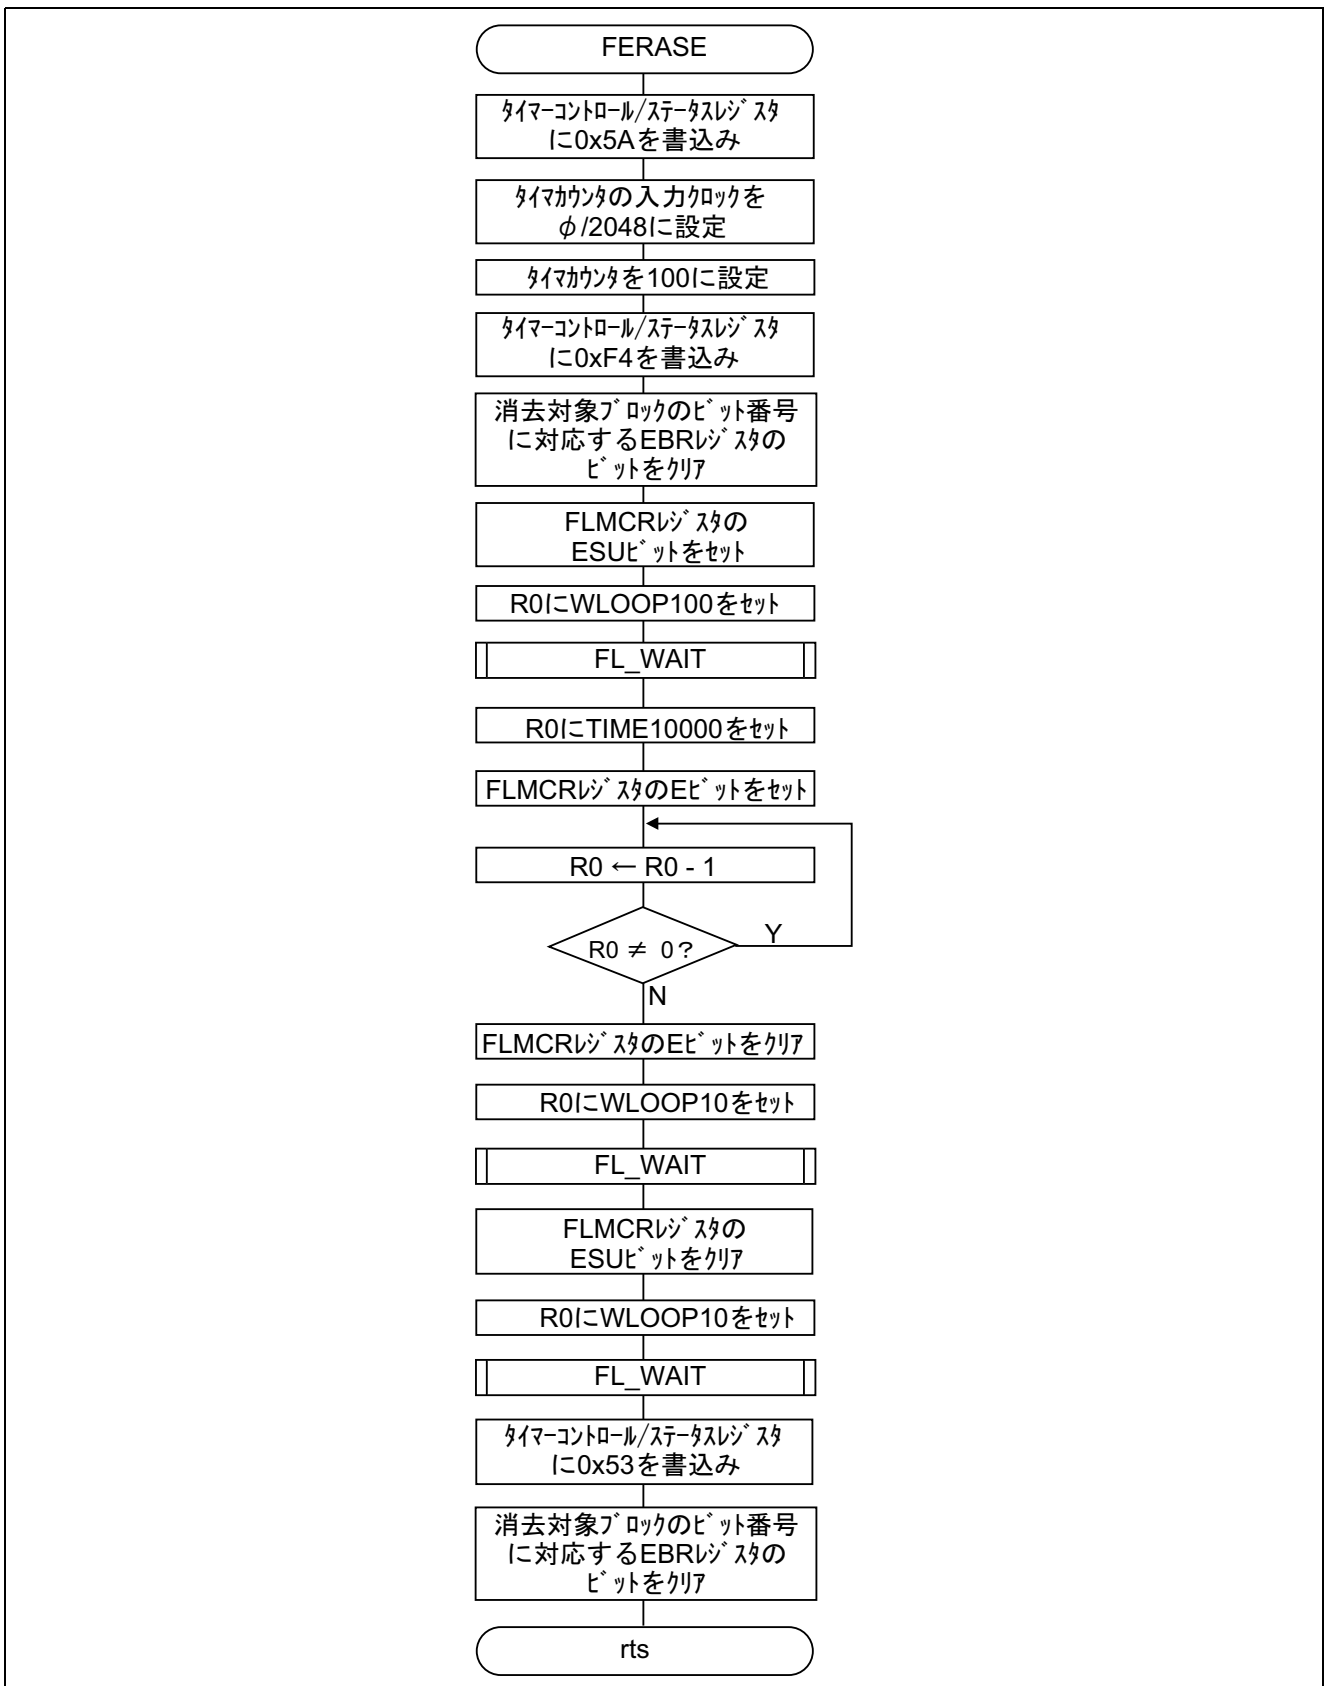 FERASE
ﾀｲﾏｰｺﾝﾄﾛｰﾙ/ｽﾃｰﾀｽﾚｼﾞｽﾀ
に0x5Aを書込み
ﾀｲﾏｶｳﾝﾀの入力ｸﾛｯｸを
φ/2048に設定
ﾀｲﾏｶｳﾝﾀを100に設定
ﾀｲﾏｰｺﾝﾄﾛｰﾙ/ｽﾃｰﾀｽﾚｼﾞｽﾀ
に0xF4を書込み
消去対象ﾌﾞﾛｯｸのﾋﾞｯﾄ番号
に対応するEBRﾚｼﾞｽﾀの
ﾋﾞｯﾄをｸﾘｱ
FLMCRﾚｼﾞｽﾀの
ESUﾋﾞｯﾄをｾｯﾄ
R0にWLOOP100をｾｯﾄ
FL_WAIT
R0にTIME10000をｾｯﾄ
FLMCRﾚｼﾞｽﾀのEﾋﾞｯﾄをｾｯﾄ
R0 ← R0 - 1
R0 ≠ 0？
Y
N
FLMCRﾚｼﾞｽﾀのEﾋﾞｯﾄをｸﾘｱ
R0にWLOOP10をｾｯﾄ
FL_WAIT
FLMCRﾚｼﾞｽﾀの
ESUﾋﾞｯﾄをｸﾘｱ
R0にWLOOP10をｾｯﾄ
FL_WAIT
ﾀｲﾏｰｺﾝﾄﾛｰﾙ/ｽﾃｰﾀｽﾚｼﾞｽﾀ
に0x53を書込み
消去対象ﾌﾞﾛｯｸのﾋﾞｯﾄ番号
に対応するEBRﾚｼﾞｽﾀの
ﾋﾞｯﾄをｸﾘｱ
rts